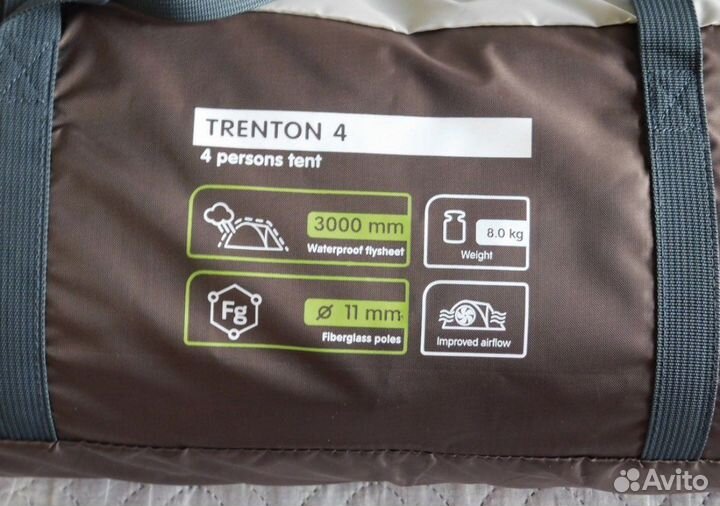 TRENTON 4
4 persons tent
3000 mm
Waterproof flysheet
8.0 kg
Weight
Fg
Ø 11 mm
Fiberglass poles
Improved airflow
Avito